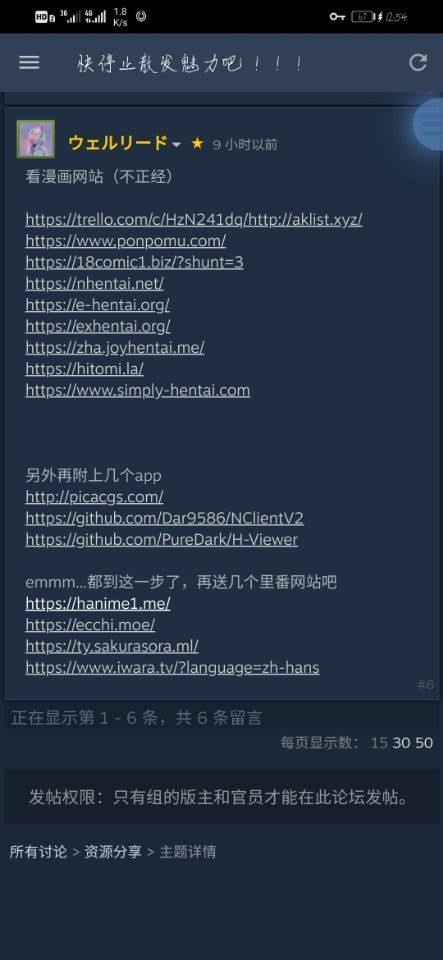 HD 2 3G 4G 1.8 K/s 67 12:54
快停止散发魅力吧！！！
ウェルリード ★ 9 小时以前
看漫画网站（不正经）
https://trello.com/c/HzN241dq/http://aklist.xyz/
https://www.ponpomu.com/
https://18comic1.biz/?shunt=3
https://nhentai.net/
https://e-hentai.org/
https://exhentai.org/
https://zha.joyhentai.me/
https://hitomi.la/
https://www.simply-hentai.com
另外再附上几个app
http://picacgs.com/
https://github.com/Dar9586/NClientV2
https://github.com/PureDark/H-Viewer
emmm...都到这一步了，再送几个里番网站吧
https://hanime1.me/
https://ecchi.moe/
https://ty.sakurasora.ml/
https://www.iwara.tv/?language=zh-hans
#6
正在显示第 1 - 6 条，共 6 条留言
每页显示数： 15 30 50
发帖权限：只有组的版主和官员才能在此论坛发帖。
所有讨论 > 资源分享 > 主题详情